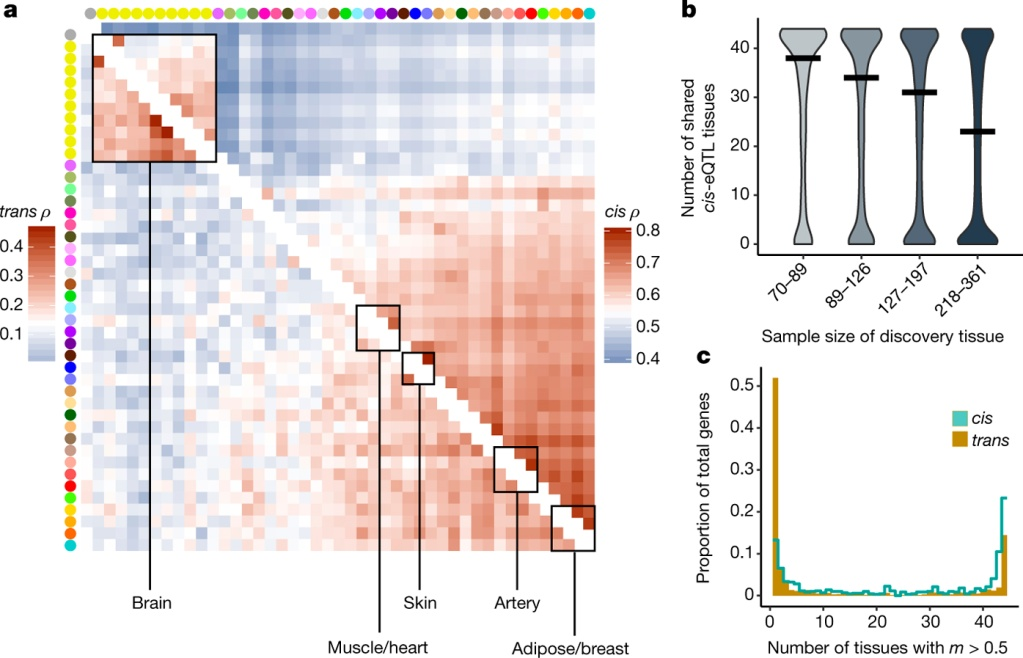 a
trans ρ
0.4
0.3
0.2
0.1
cis ρ
0.8
0.7
0.6
0.5
0.4
Brain
Muscle/heart
Skin
Artery
Adipose/breast
b
Number of shared
cis-eQTL tissues
40
30
20
10
0
70–89
89–126
127–197
218–361
Sample size of discovery tissue
c
Proportion of total genes
0.5
0.4
0.3
0.2
0.1
0
cis
trans
0 10 20 30 40
Number of tissues with m > 0.5